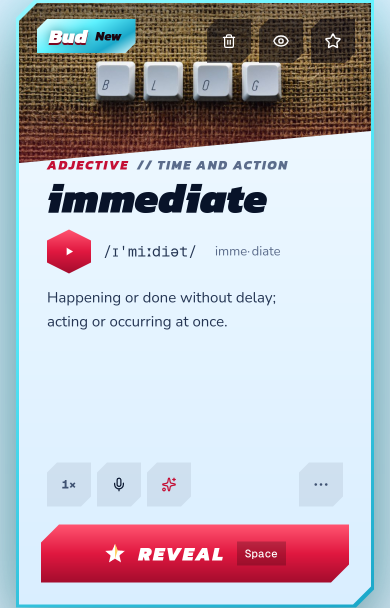 Bud New
B L O G
ADJECTIVE // TIME AND ACTION
immediate
/ɪˈmiːdiət/ imme·diate
Happening or done without delay;
acting or occurring at once.
1×
REVEAL Space